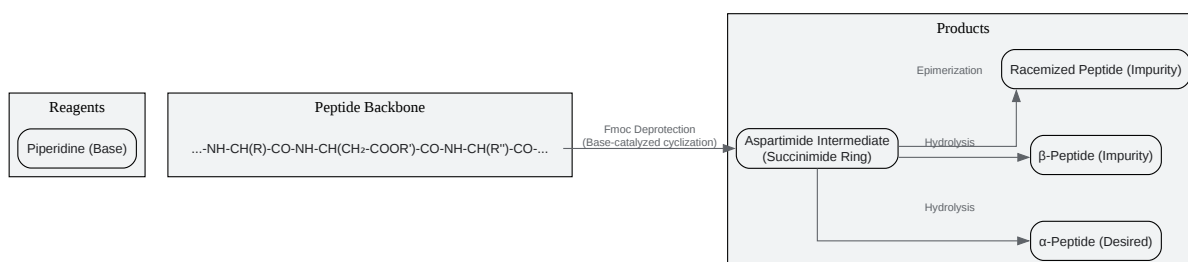 Reagents
Piperidine (Base)
Peptide Backbone
...-NH-CH(R)-CO-NH-CH(CH₂-COOR')-CO-NH-CH(R")-CO-...
Fmoc Deprotection
(Base-catalyzed cyclization)
Products
Aspartimide Intermediate
(Succinimide Ring)
Epimerization
Racemized Peptide (Impurity)
Hydrolysis
β-Peptide (Impurity)
Hydrolysis
α-Peptide (Desired)